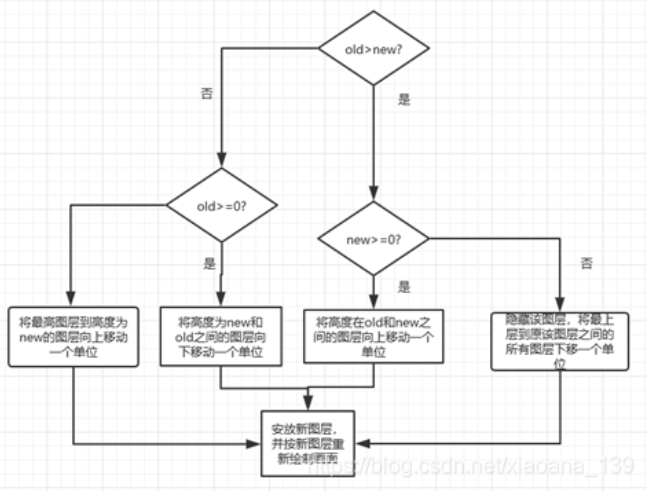 old>new?
否
是
old>=0?
new>=0?
是
是
否
将最高图层到高度为
new的图层向上移动
一个单位
将高度为new和
old之间的图层向
下移动一个单位
将高度在old和new之
间的图层向上移动一个
单位
隐藏该图层，将最上
层到原该图层之间的
所有图层下移一个单
位
安放新图层，
并按新图层重
新绘制画面
https://blog.csdn.net/xiaoana_139